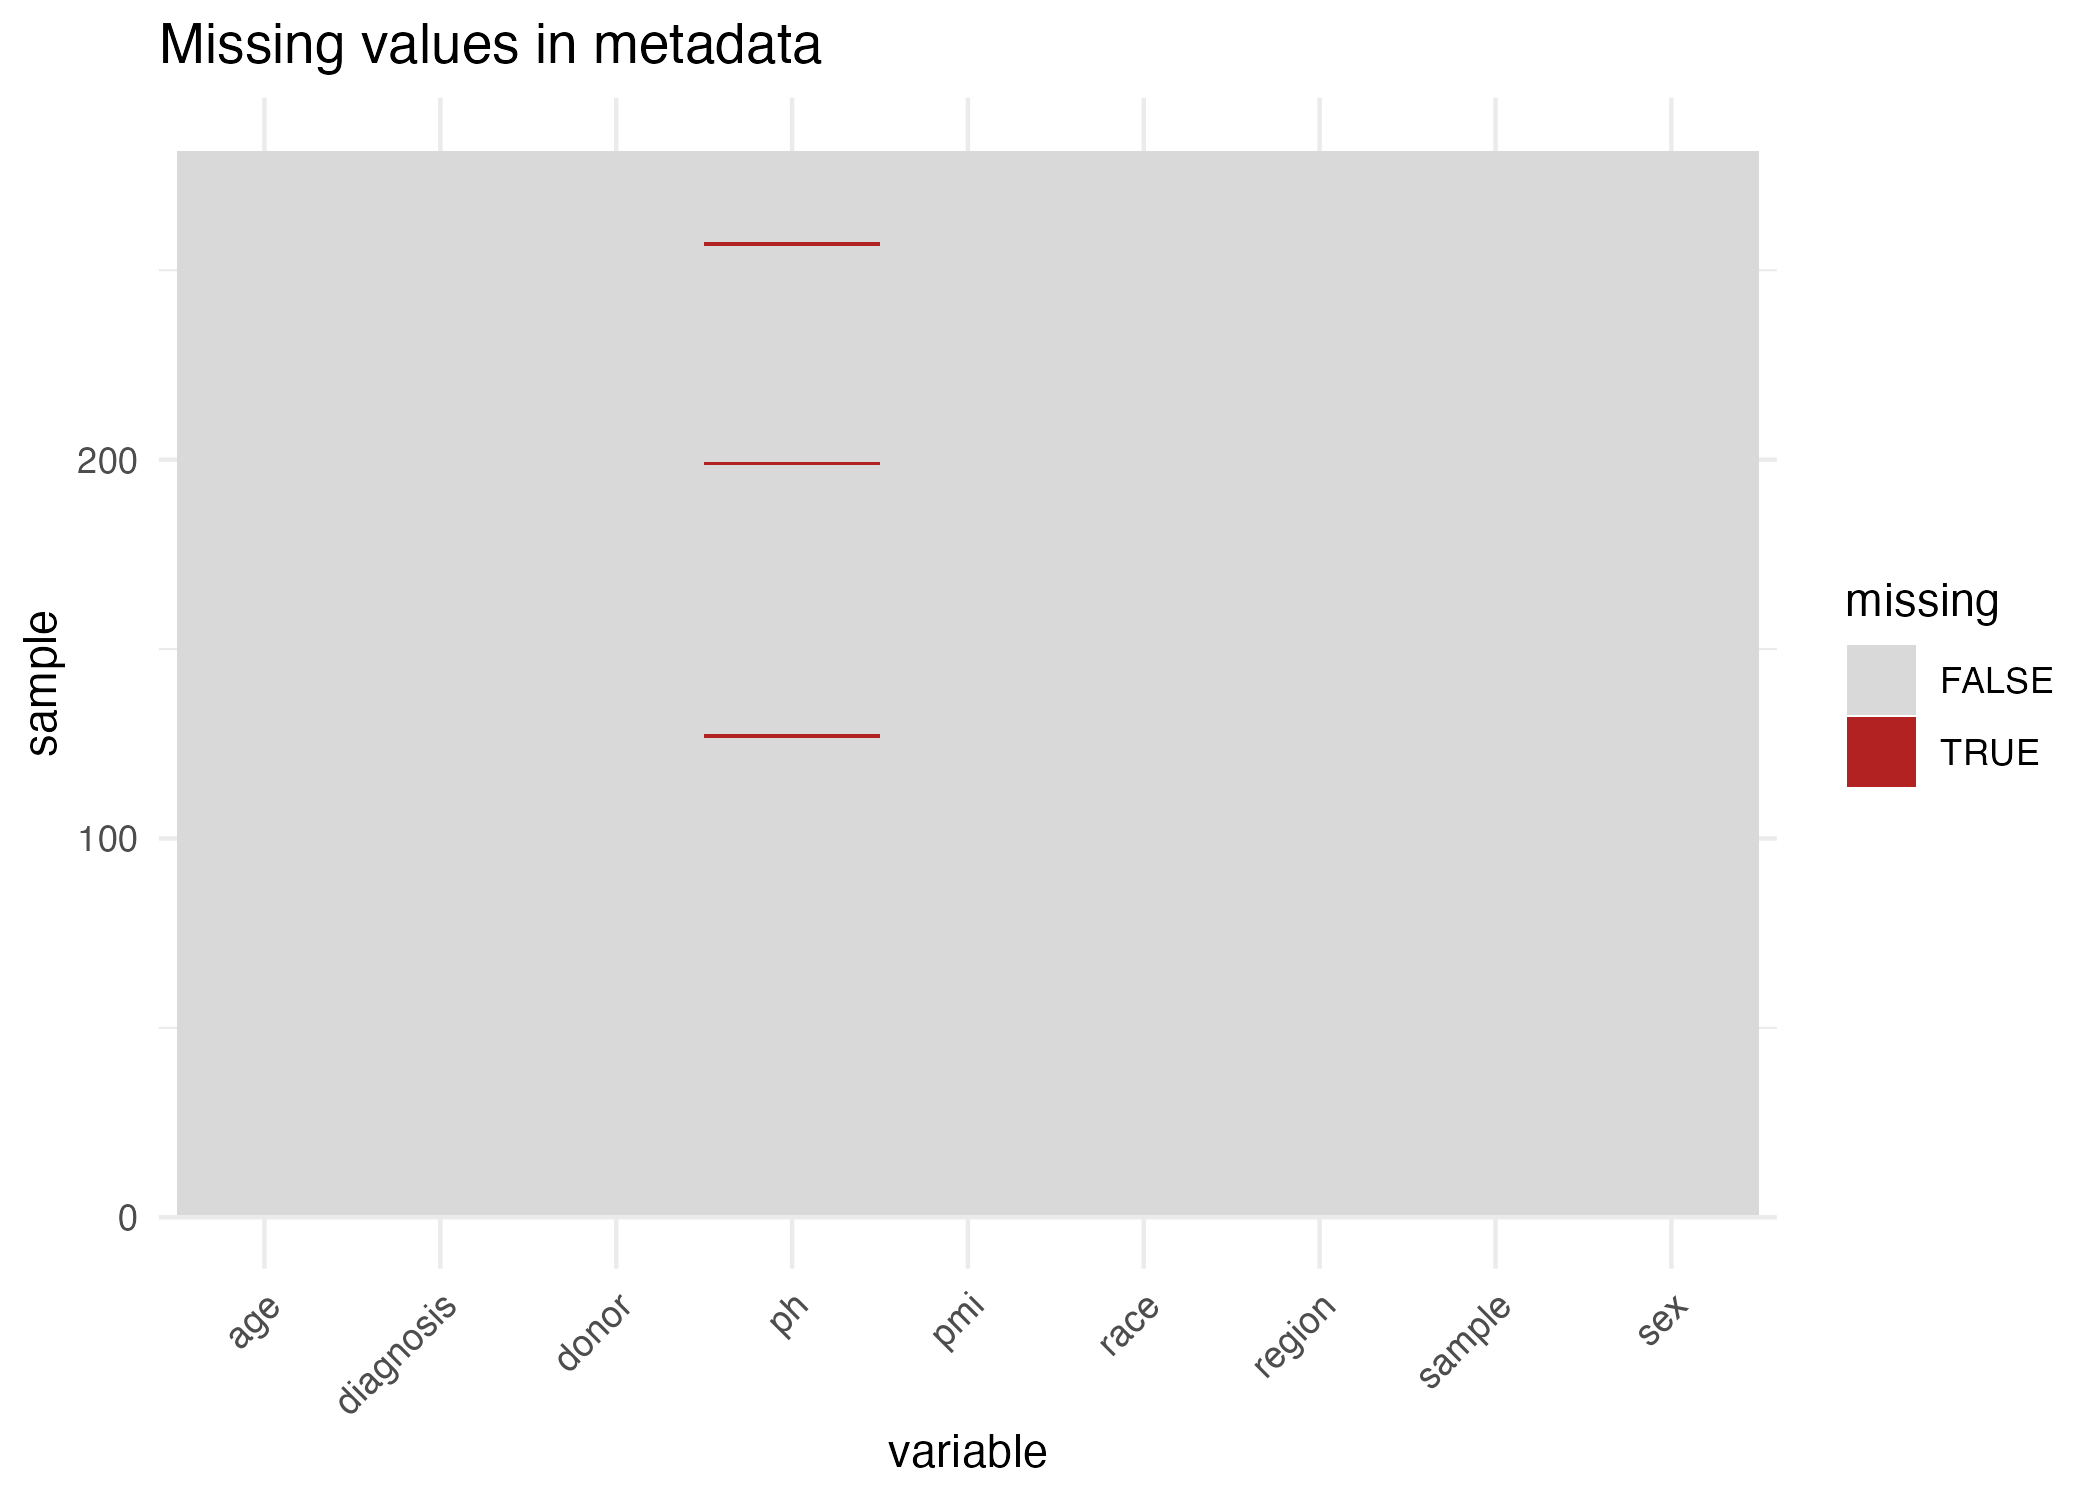 Missing values in metadata
sample
200
100
0
age
diagnosis
donor
ph
pmi
race
region
sample
sex
variable
missing
FALSE
TRUE